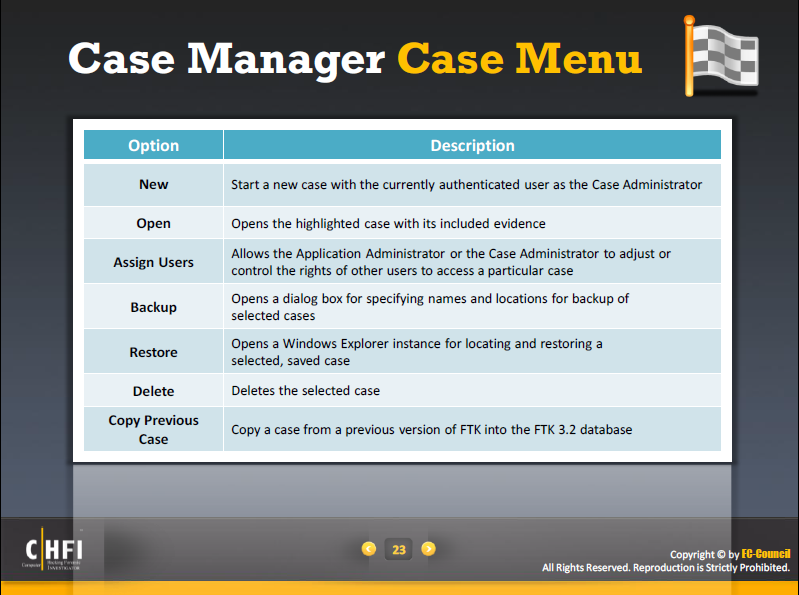 Case Manager Case Menu
Option Description
New Start a new case with the currently authenticated user as the Case Administrator
Open Opens the highlighted case with its included evidence
Assign Users Allows the Application Administrator or the Case Administrator to adjust or
control the rights of other users to access a particular case
Backup Opens a dialog box for specifying names and locations for backup of
selected cases
Restore Opens a Windows Explorer instance for locating and restoring a
selected, saved case
Delete Deletes the selected case
Copy Previous
Case Copy a case from a previous version of FTK into the FTK 3.2 database
CHFI
Computer Hacking Forensic
INVESTIGATOR
23
Copyright © by EC-Council
All Rights Reserved. Reproduction is Strictly Prohibited.